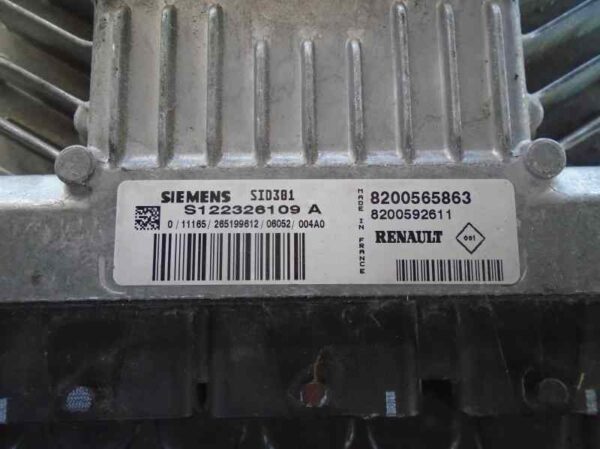 SIEMENS SID301
S122326109 A
0 / 11165 / 265199612 / 06052 / 004A0
MADE IN FRANCE
8200565863
8200592611
RENAULT